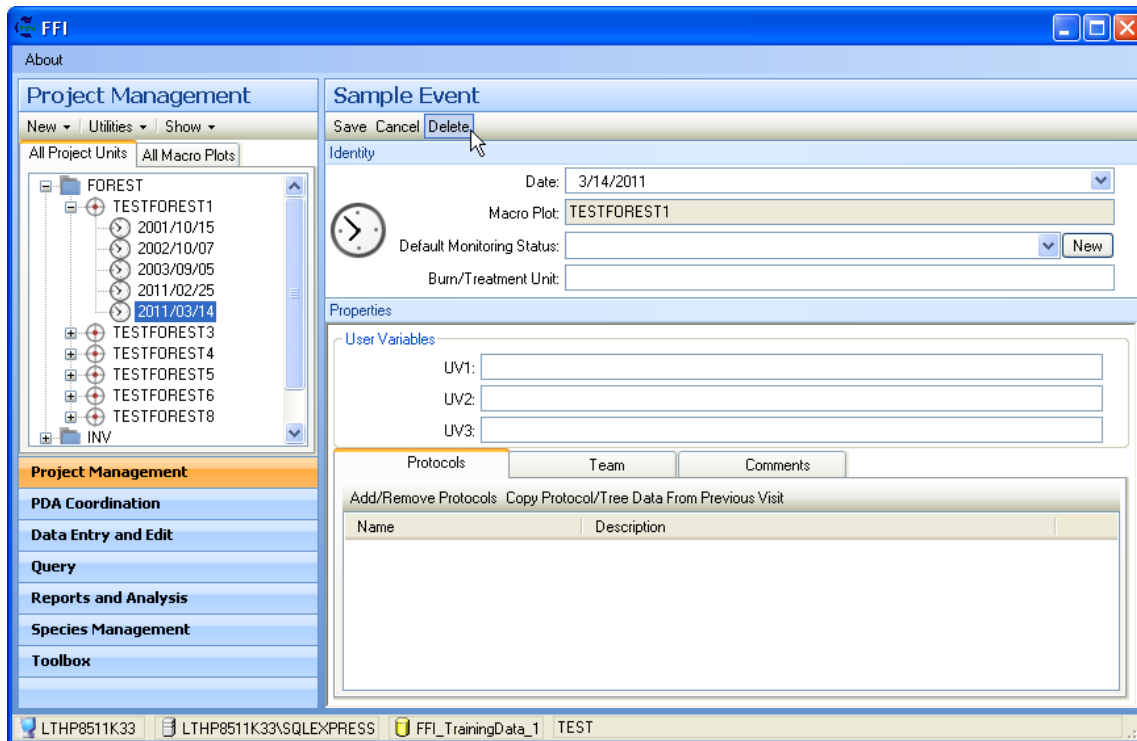 FFI
About
Project Management
New Utilities Show
All Project Units All Macro Plots
FOREST
TESTFOREST1
2001/10/15
2002/10/07
2003/09/05
2011/02/25
2011/03/14
TESTFOREST3
TESTFOREST4
TESTFOREST5
TESTFOREST6
TESTFOREST8
INV
Project Management
PDA Coordination
Data Entry and Edit
Query
Reports and Analysis
Species Management
Toolbox
Sample Event
Save Cancel Delete
Identity
Date: 3/14/2011
Macro Plot: TESTFOREST1
Default Monitoring Status: New
Burn/Treatment Unit:
Properties
User Variables
UV1:
UV2:
UV3:
Protocols Team Comments
Add/Remove Protocols Copy Protocol/Tree Data From Previous Visit
Name Description
LTHP8511K33 LTHP8511K33\SQLEXPRESS FFI_TrainingData_1 TEST